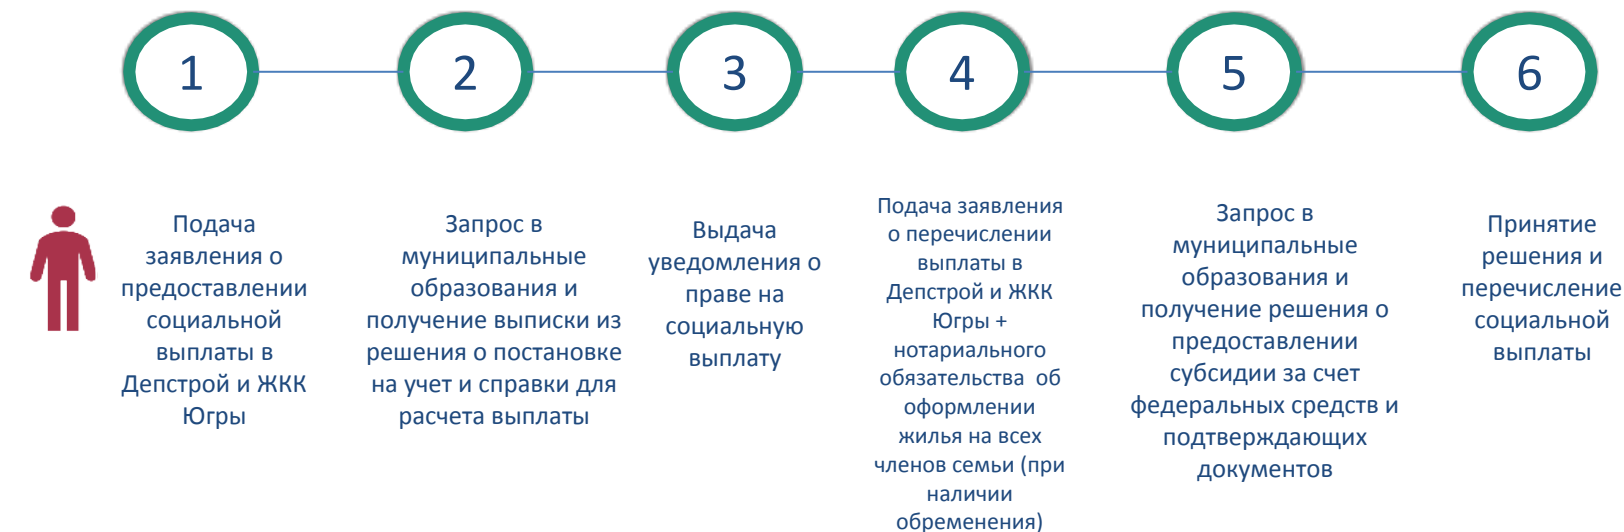 1
2
3
4
5
6
Подача
заявления о
предоставлении
социальной
выплаты в
Депстрой и ЖКК
Югры
Запрос в
муниципальные
образования и
получение выписки из
решения о постановке
на учет и справки для
расчета выплаты
Выдача
уведомления о
праве на
социальную
выплату
Подача заявления
о перечислении
выплаты в
Депстрой и ЖКК
Югры +
нотариального
обязательства об
оформлении
жилья на всех
членов семьи (при
наличии
обременения)
Запрос в
муниципальные
образования и
получение решения о
предоставлении
субсидии за счет
федеральных средств и
подтверждающих
документов
Принятие
решения и
перечисление
социальной
выплаты